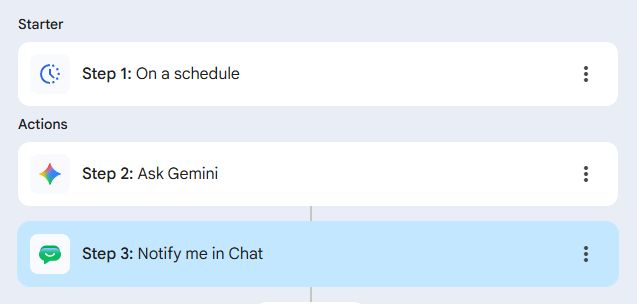 Starter
Step 1: On a schedule
Actions
Step 2: Ask Gemini
Step 3: Notify me in Chat